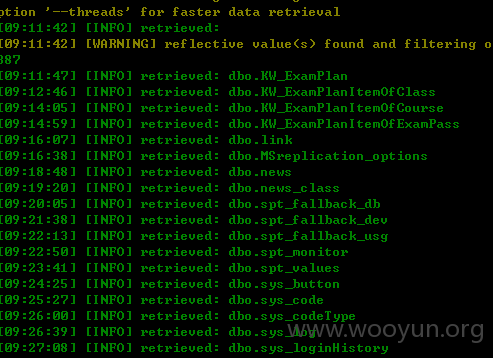 ption '--threads' for faster data retrieval
[09:11:42] [INFO] retrieved:
[09:11:42] [WARNING] reflective value(s) found and filtering o
387
[09:11:47] [INFO] retrieved: dbo.KW_ExamPlan
[09:12:46] [INFO] retrieved: dbo.KW_ExamPlanItemOfClass
[09:14:05] [INFO] retrieved: dbo.KW_ExamPlanItemOfCourse
[09:14:59] [INFO] retrieved: dbo.KW_ExamPlanItemOfExamPass
[09:16:07] [INFO] retrieved: dbo.link
[09:16:38] [INFO] retrieved: dbo.MSreplication_options
[09:18:48] [INFO] retrieved: dbo.news
[09:19:20] [INFO] retrieved: dbo.news_class
[09:20:05] [INFO] retrieved: dbo.spt_fallback_db
[09:21:38] [INFO] retrieved: dbo.spt_fallback_dev
[09:22:13] [INFO] retrieved: dbo.spt_fallback_usg
[09:22:50] [INFO] retrieved: dbo.spt_monitor
[09:23:41] [INFO] retrieved: dbo.spt_values
[09:24:25] [INFO] retrieved: dbo.sys_button
[09:25:27] [INFO] retrieved: dbo.sys_code
[09:26:00] [INFO] retrieved: dbo.sys_codeType
[09:26:39] [INFO] retrieved: dbo.sys_log
[09:27:08] [INFO] retrieved: dbo.sys_loginHistory
www.wooyun.org